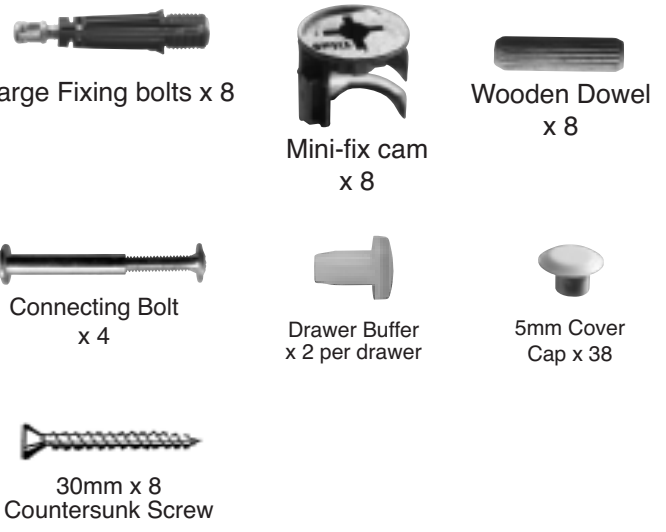 arge Fixing bolts x 8
Mini-fix cam
x 8
Wooden Dowel
x 8
Connecting Bolt
x 4
Drawer Buffer
x 2 per drawer
5mm Cover
Cap x 38
30mm x 8
Countersunk Screw